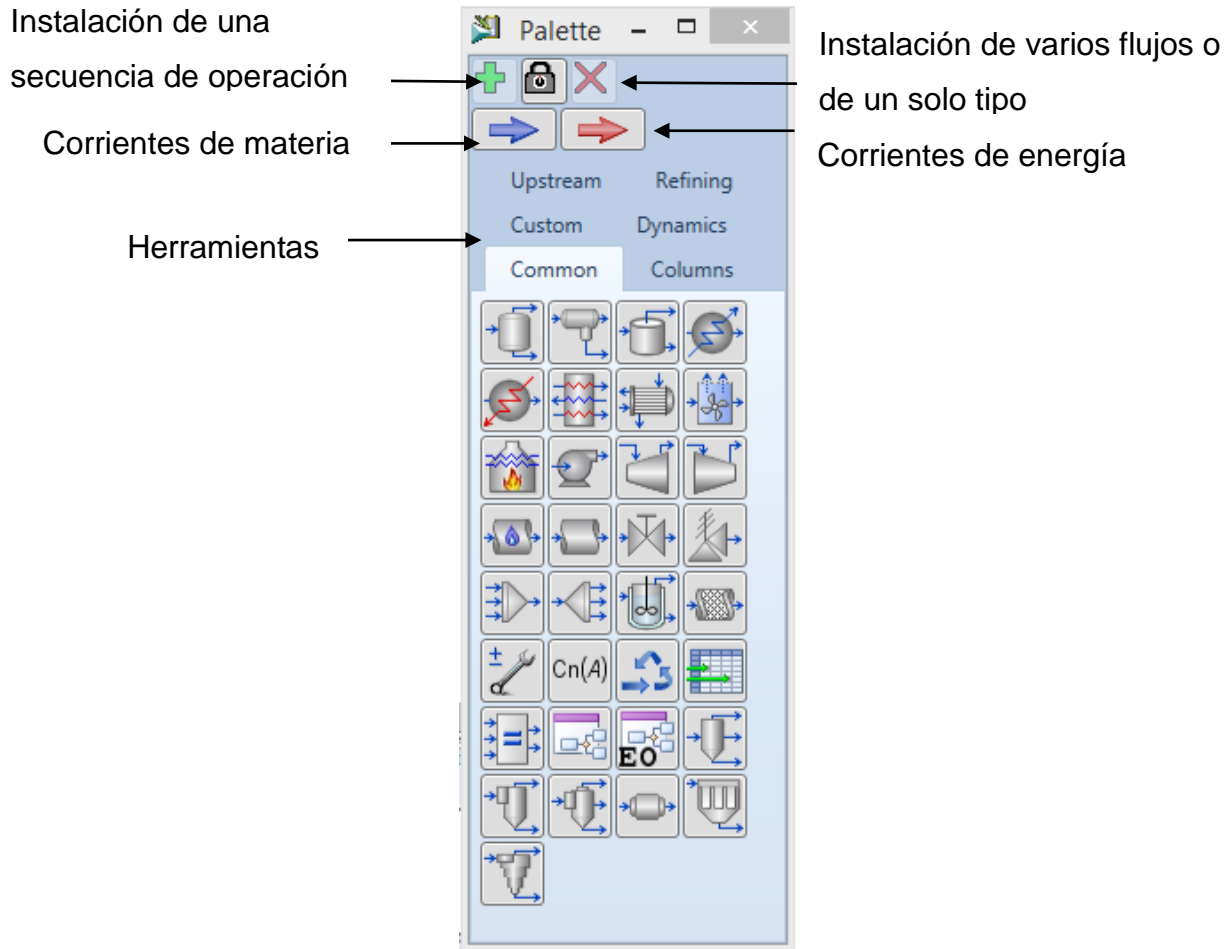 Instalación de una
secuencia de operación
Corrientes de materia
Herramientas
Palette
Instalación de varios flujos o
de un solo tipo
Corrientes de energía
Upstream Refining
Custom Dynamics
Common Columns
±
Cn(A)
EO